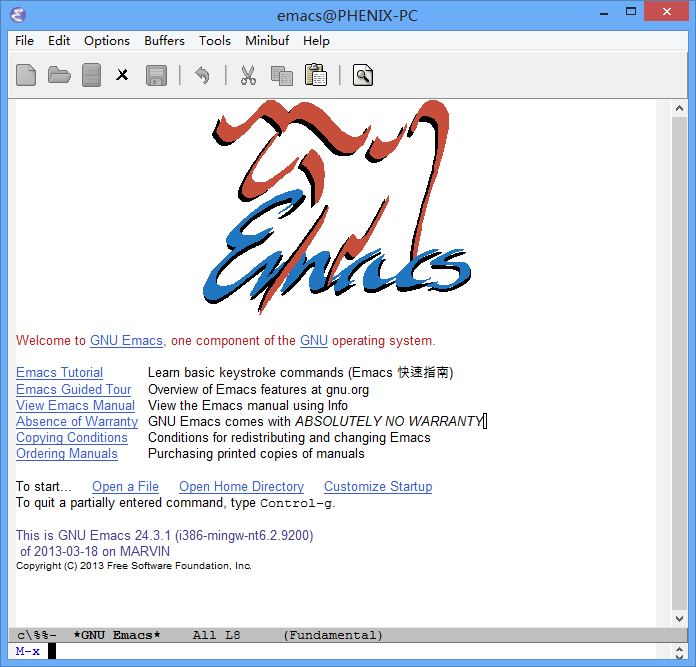 emacs@PHENIX-PC
File Edit Options Buffers Tools Minibuf Help
Emacs
Welcome to GNU Emacs, one component of the GNU operating system.
Emacs Tutorial Learn basic keystroke commands (Emacs 快速指南)
Emacs Guided Tour Overview of Emacs features at gnu.org
View Emacs Manual View the Emacs manual using Info
Absence of Warranty GNU Emacs comes with ABSOLUTELY NO WARRANTY
Copying Conditions Conditions for redistributing and changing Emacs
Ordering Manuals Purchasing printed copies of manuals
To start... Open a File Open Home Directory Customize Startup
To quit a partially entered command, type Control-g.
This is GNU Emacs 24.3.1 (i386-mingw-nt6.2.9200)
of 2013-03-18 on MARVIN
Copyright (C) 2013 Free Software Foundation, Inc.
c\%%- *GNU Emacs* All L8 (Fundamental)
M-x